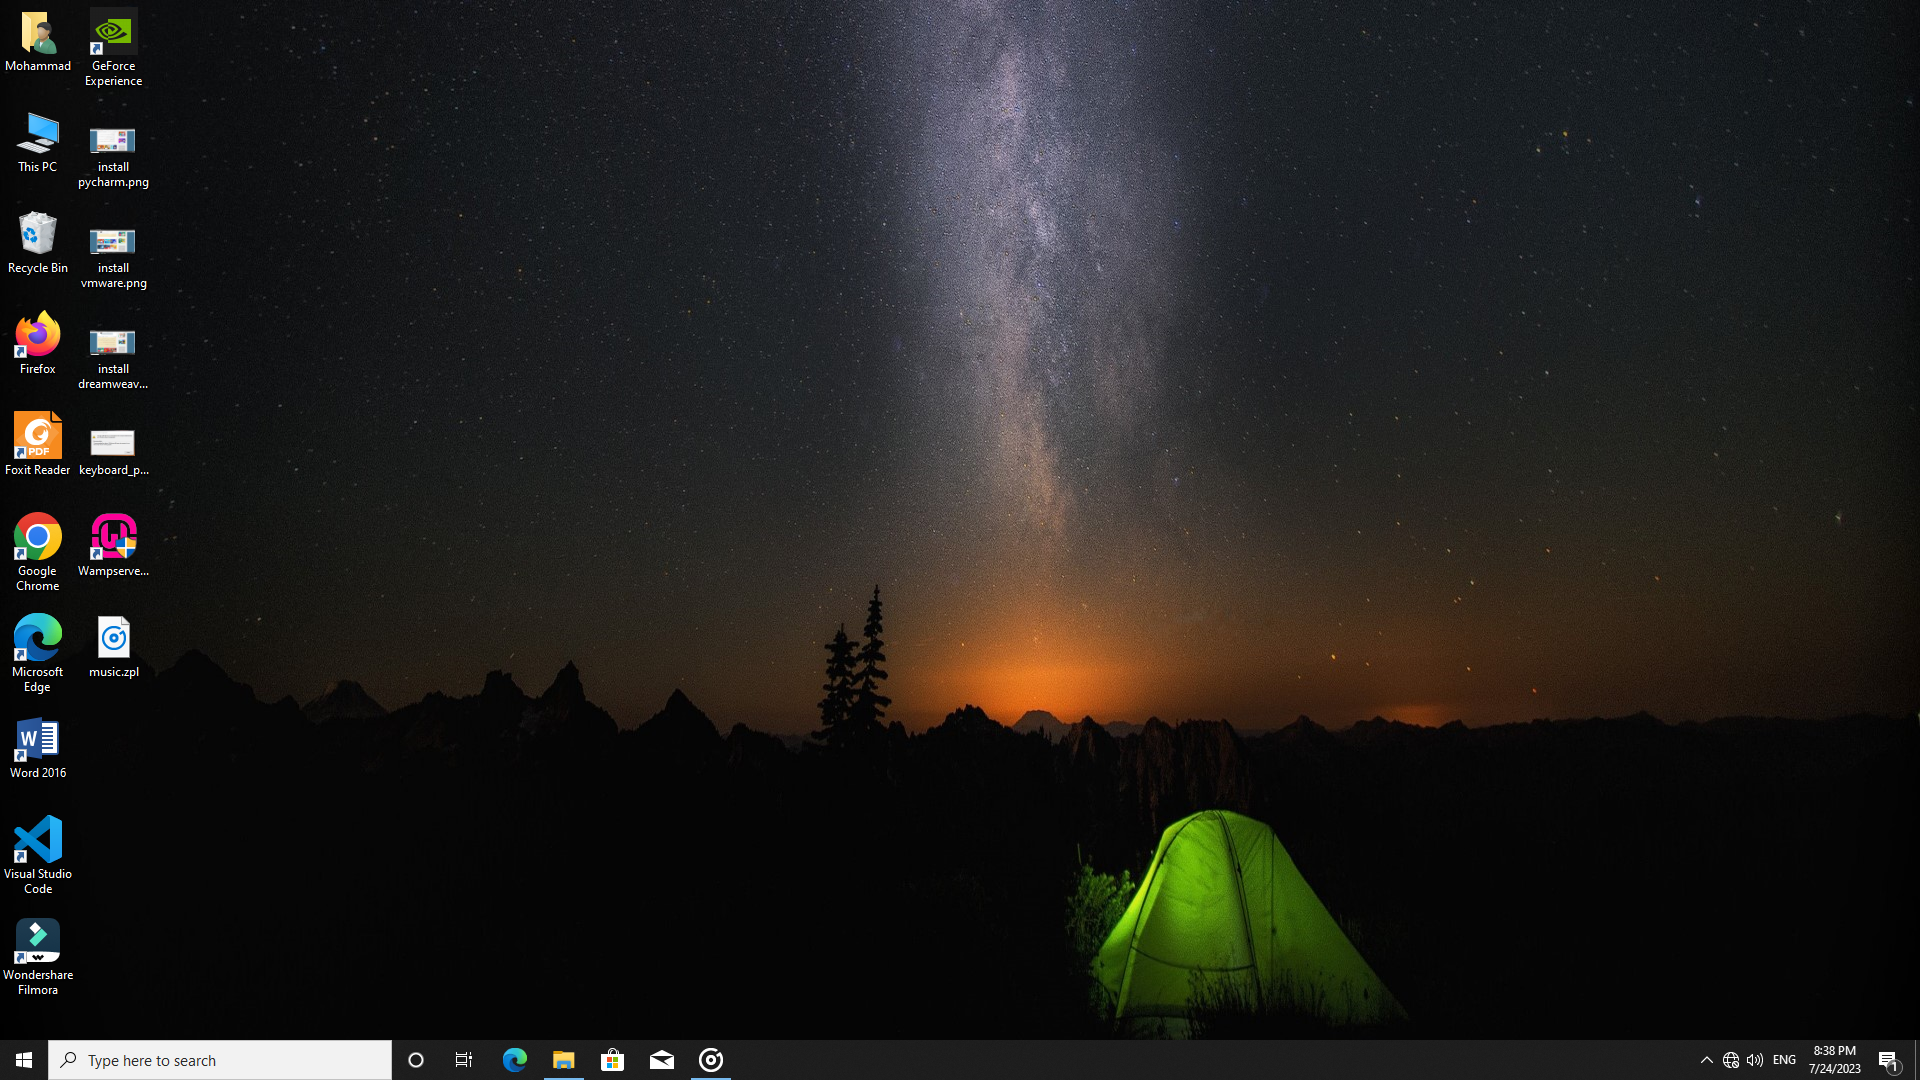 Mohammad
This PC
Recycle Bin
Firefox
PDF
Foxit Reader
Google
Chrome
Microsoft
Edge
W
Word 2016
Visual Studio
Code
Wondershare
Filmora
GeForce
Experience
install
pycharm.png
install
vmware.png
install
dreamweav...
keyboard_p...
W
Wampserve...
music.zpl
Type here to search
ENG
8:38 PM
7/24/2023
1